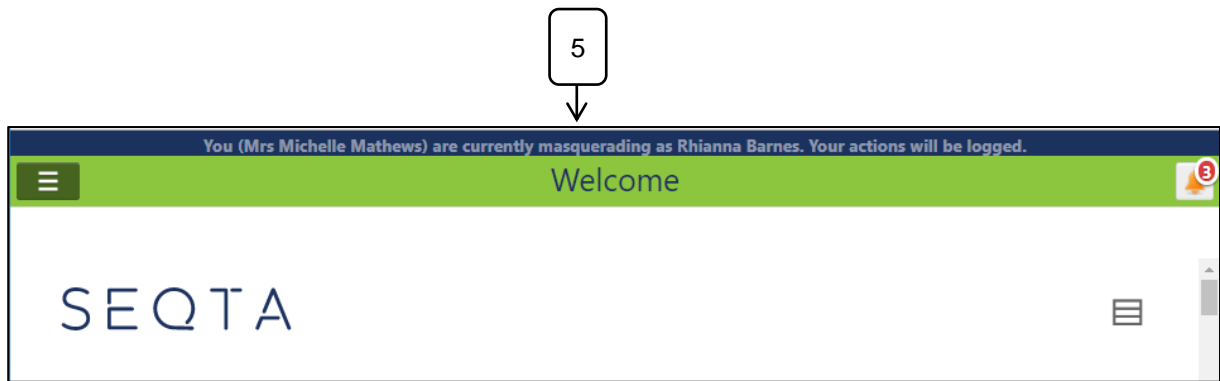 5
You (Mrs Michelle Mathews) are currently masquerading as Rhianna Barnes. Your actions will be logged.
Welcome
3
SEQTA